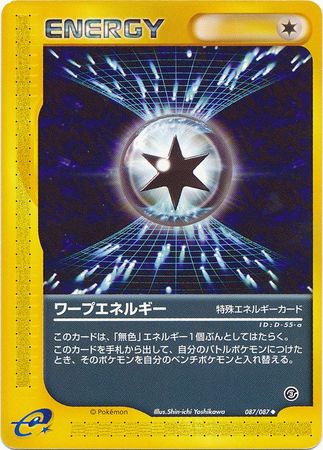 ENERGY
ワープエネルギー
特殊エネルギーカード
ID:D-55-a
このカードは、「無色」エネルギー1個ぶんとしてはたらく。
このカードを手札から出して、自分のバトルポケモンにつけた
とき、そのポケモンを自分のベンチポケモンと入れ替える。
e
© Pokémon
Illus.Shin-ichi Yoshikawa
087/087 ◆